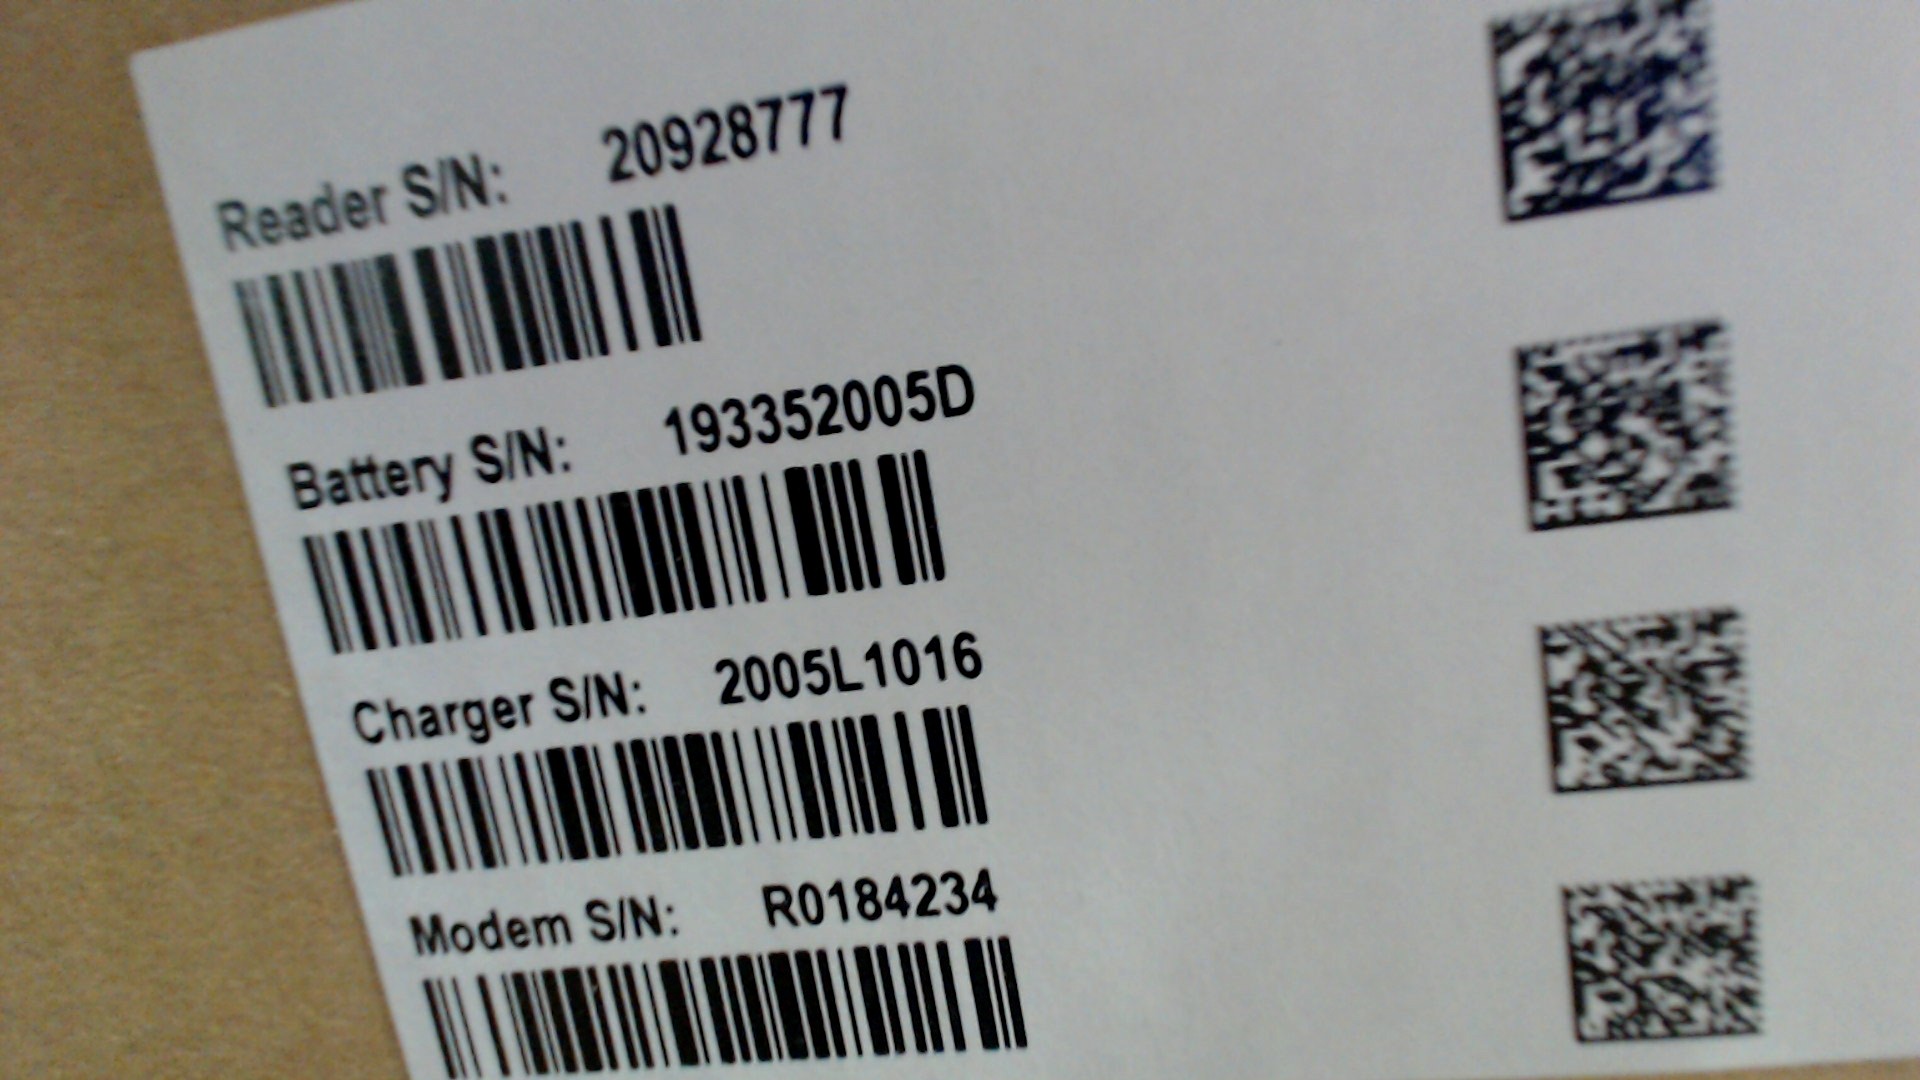 Reader S/N: 20928777
Battery S/N: 193352005D
Charger S/N: 2005L1016
Modem S/N: R0184234